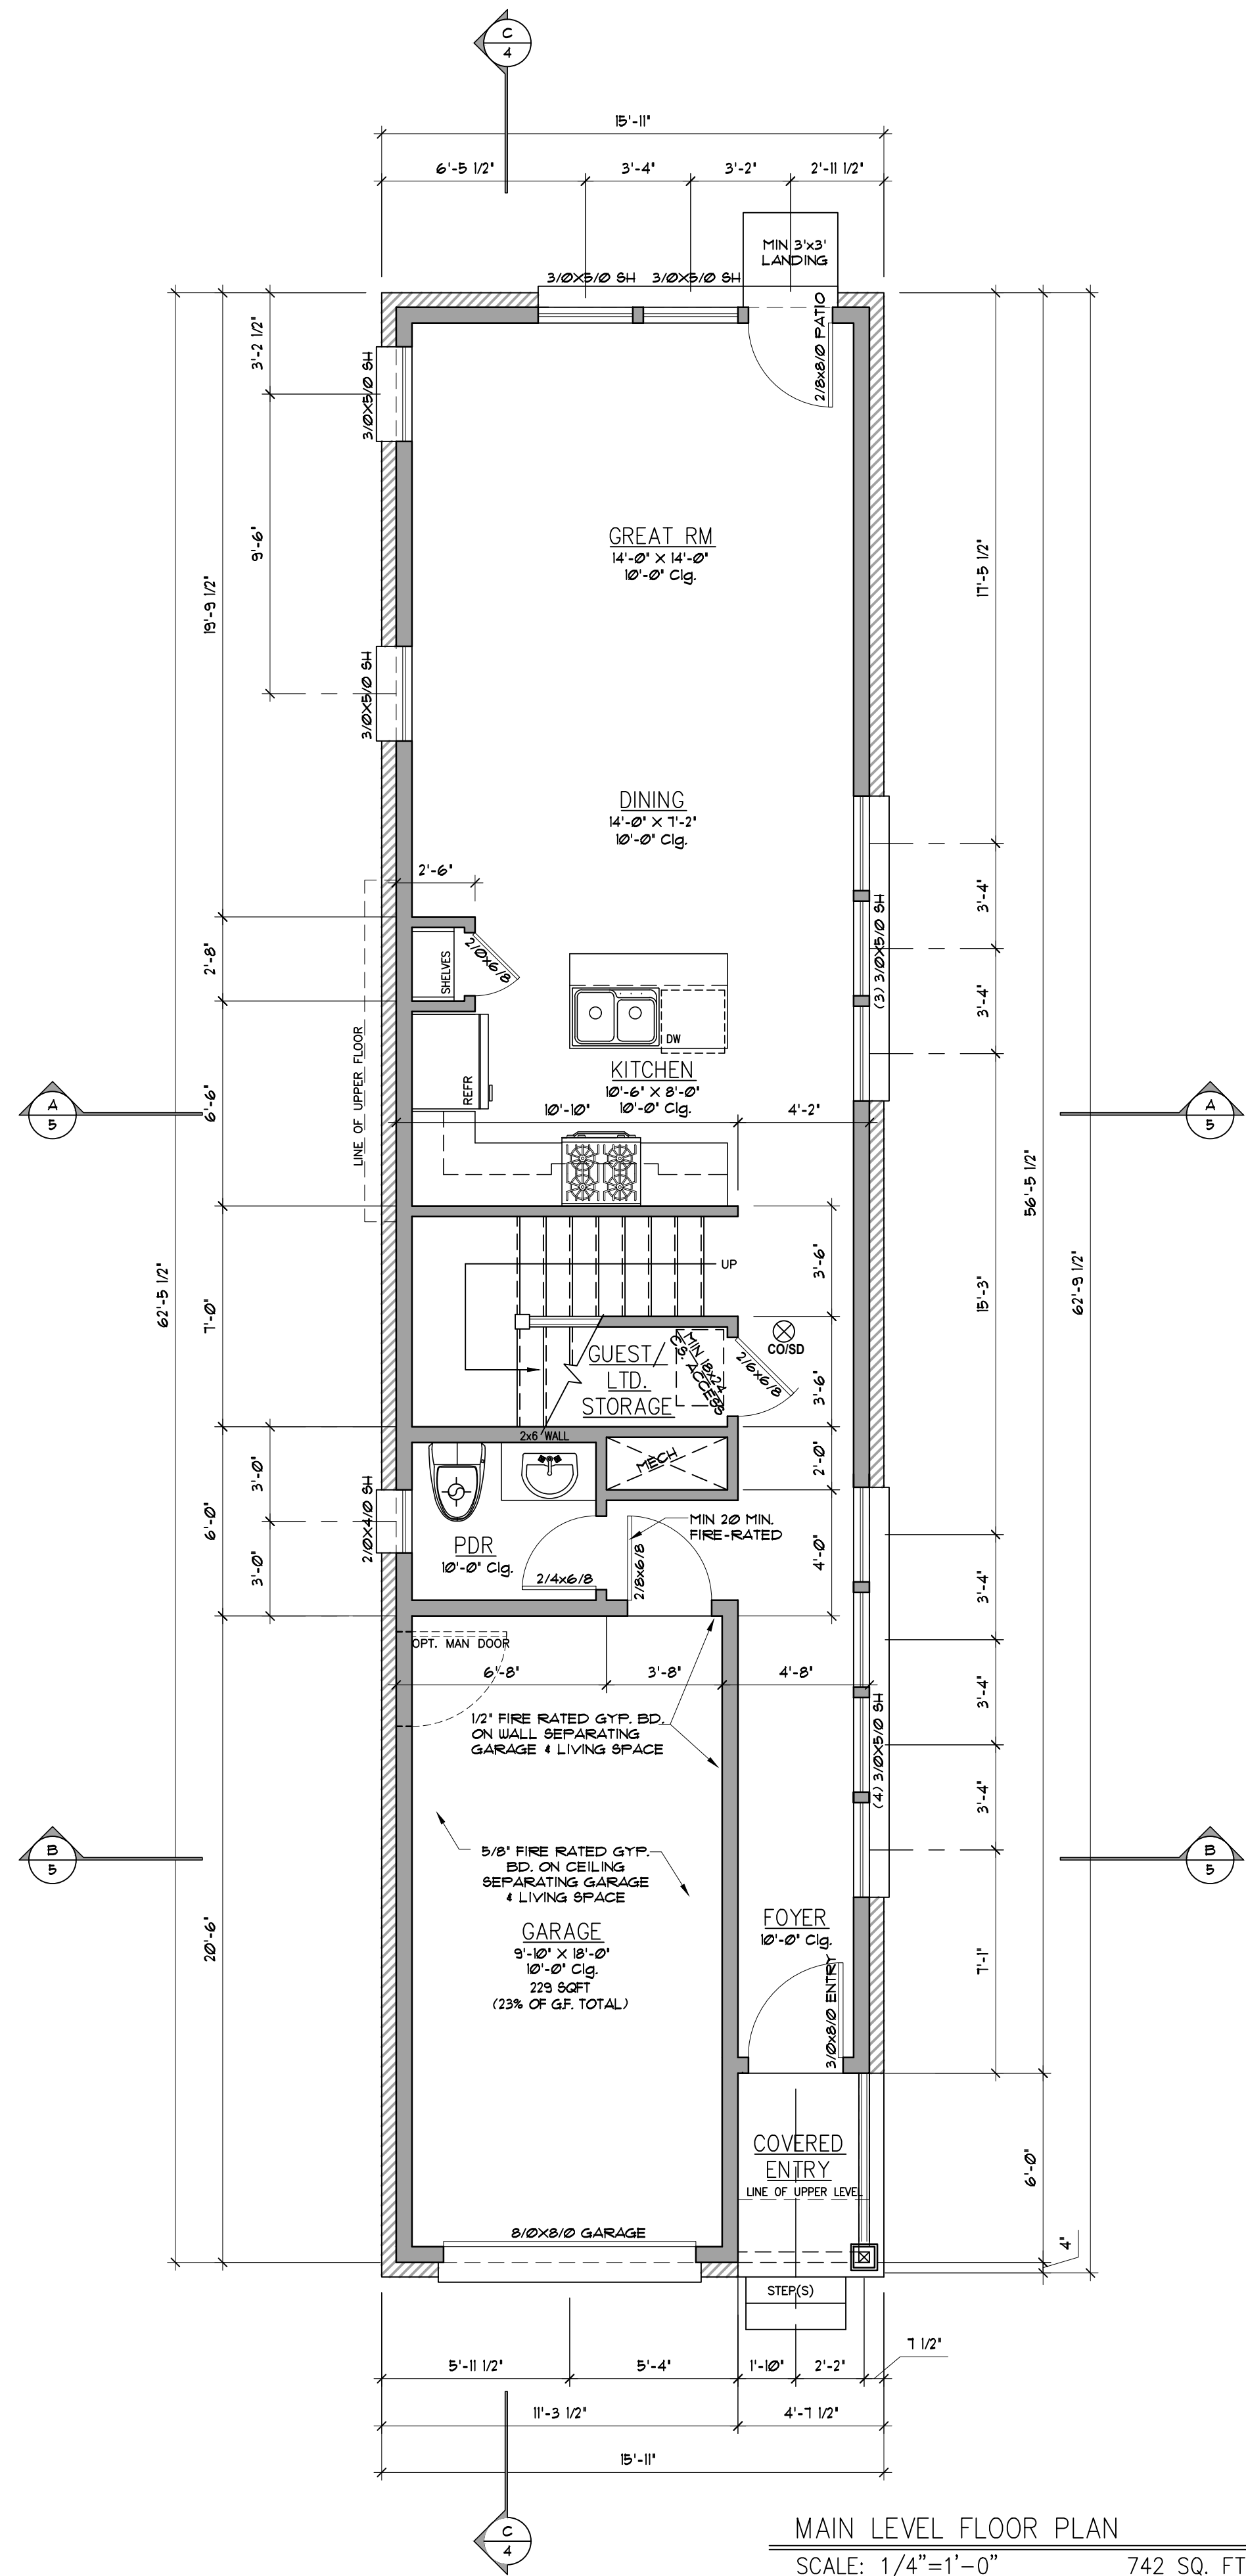 C
4
15'-11"
6'-5 1/2"
3'-4"
3'-2"
2'-11 1/2"
MIN 3'x3'
LANDING
3/0X5/0 SH
3/0X5/0 SH
2/8x8/0 PATIO
3'-2 1/2"
3/0X5/0 SH
GREAT RM
14'-0" X 14'-0"
10'-0" Clg.
9'-6"
17'-5 1/2"
19'-9 1/2"
3/0X5/0 SH
DINING
14'-0" X 7'-2"
10'-0" Clg.
2'-6"
3'-4"
2/0x6/8
SHELVES
2'-8"
(3) 3/0X5/0 SH
3'-4"
DW
LINE OF UPPER FLOOR
REFR
KITCHEN
10'-6" X 8'-0"
10'-0" Clg.
10'-10"
4'-2"
A
5
6'-6"
A
5
56'-5 1/2"
62'-5 1/2"
62'-9 1/2"
UP
3'-6"
15'-3"
7'-0"
CO/SD
GUEST/
LTD.
STORAGE
MIN 18x24
C.S. ACCESS
2/6x6/8
3'-6"
2x6 WALL
MECH
2'-0"
3'-0"
2/0X4/0 SH
6'-0"
MIN 20 MIN.
FIRE-RATED
PDR
10'-0" Clg.
2/4x6/8
2/8x6/8
4'-0"
3'-0"
3'-4"
OPT. MAN DOOR
6'-8"
3'-8"
4'-8"
3'-4"
1/2" FIRE RATED GYP. BD.
ON WALL SEPARATING
GARAGE & LIVING SPACE
(4) 3/0X5/0 SH
3'-4"
B
5
5/8" FIRE RATED GYP.
BD. ON CEILING
SEPARATING GARAGE
& LIVING SPACE
B
5
FOYER
10'-0" Clg.
20'-6"
GARAGE
9'-10" X 18'-0"
10'-0" Clg.
229 SQFT
(23% OF G.F. TOTAL)
7'-1"
3/0x8/0 ENTRY
COVERED
ENTRY
LINE OF UPPER LEVEL
6'-0"
8/0X8/0 GARAGE
4"
STEP(S)
7 1/2"
5'-11 1/2"
5'-4"
1'-10"
2'-2"
11'-3 1/2"
4'-7 1/2"
15'-11"
C
4
MAIN LEVEL FLOOR PLAN
SCALE: 1/4"=1'-0"
742 SQ. FT